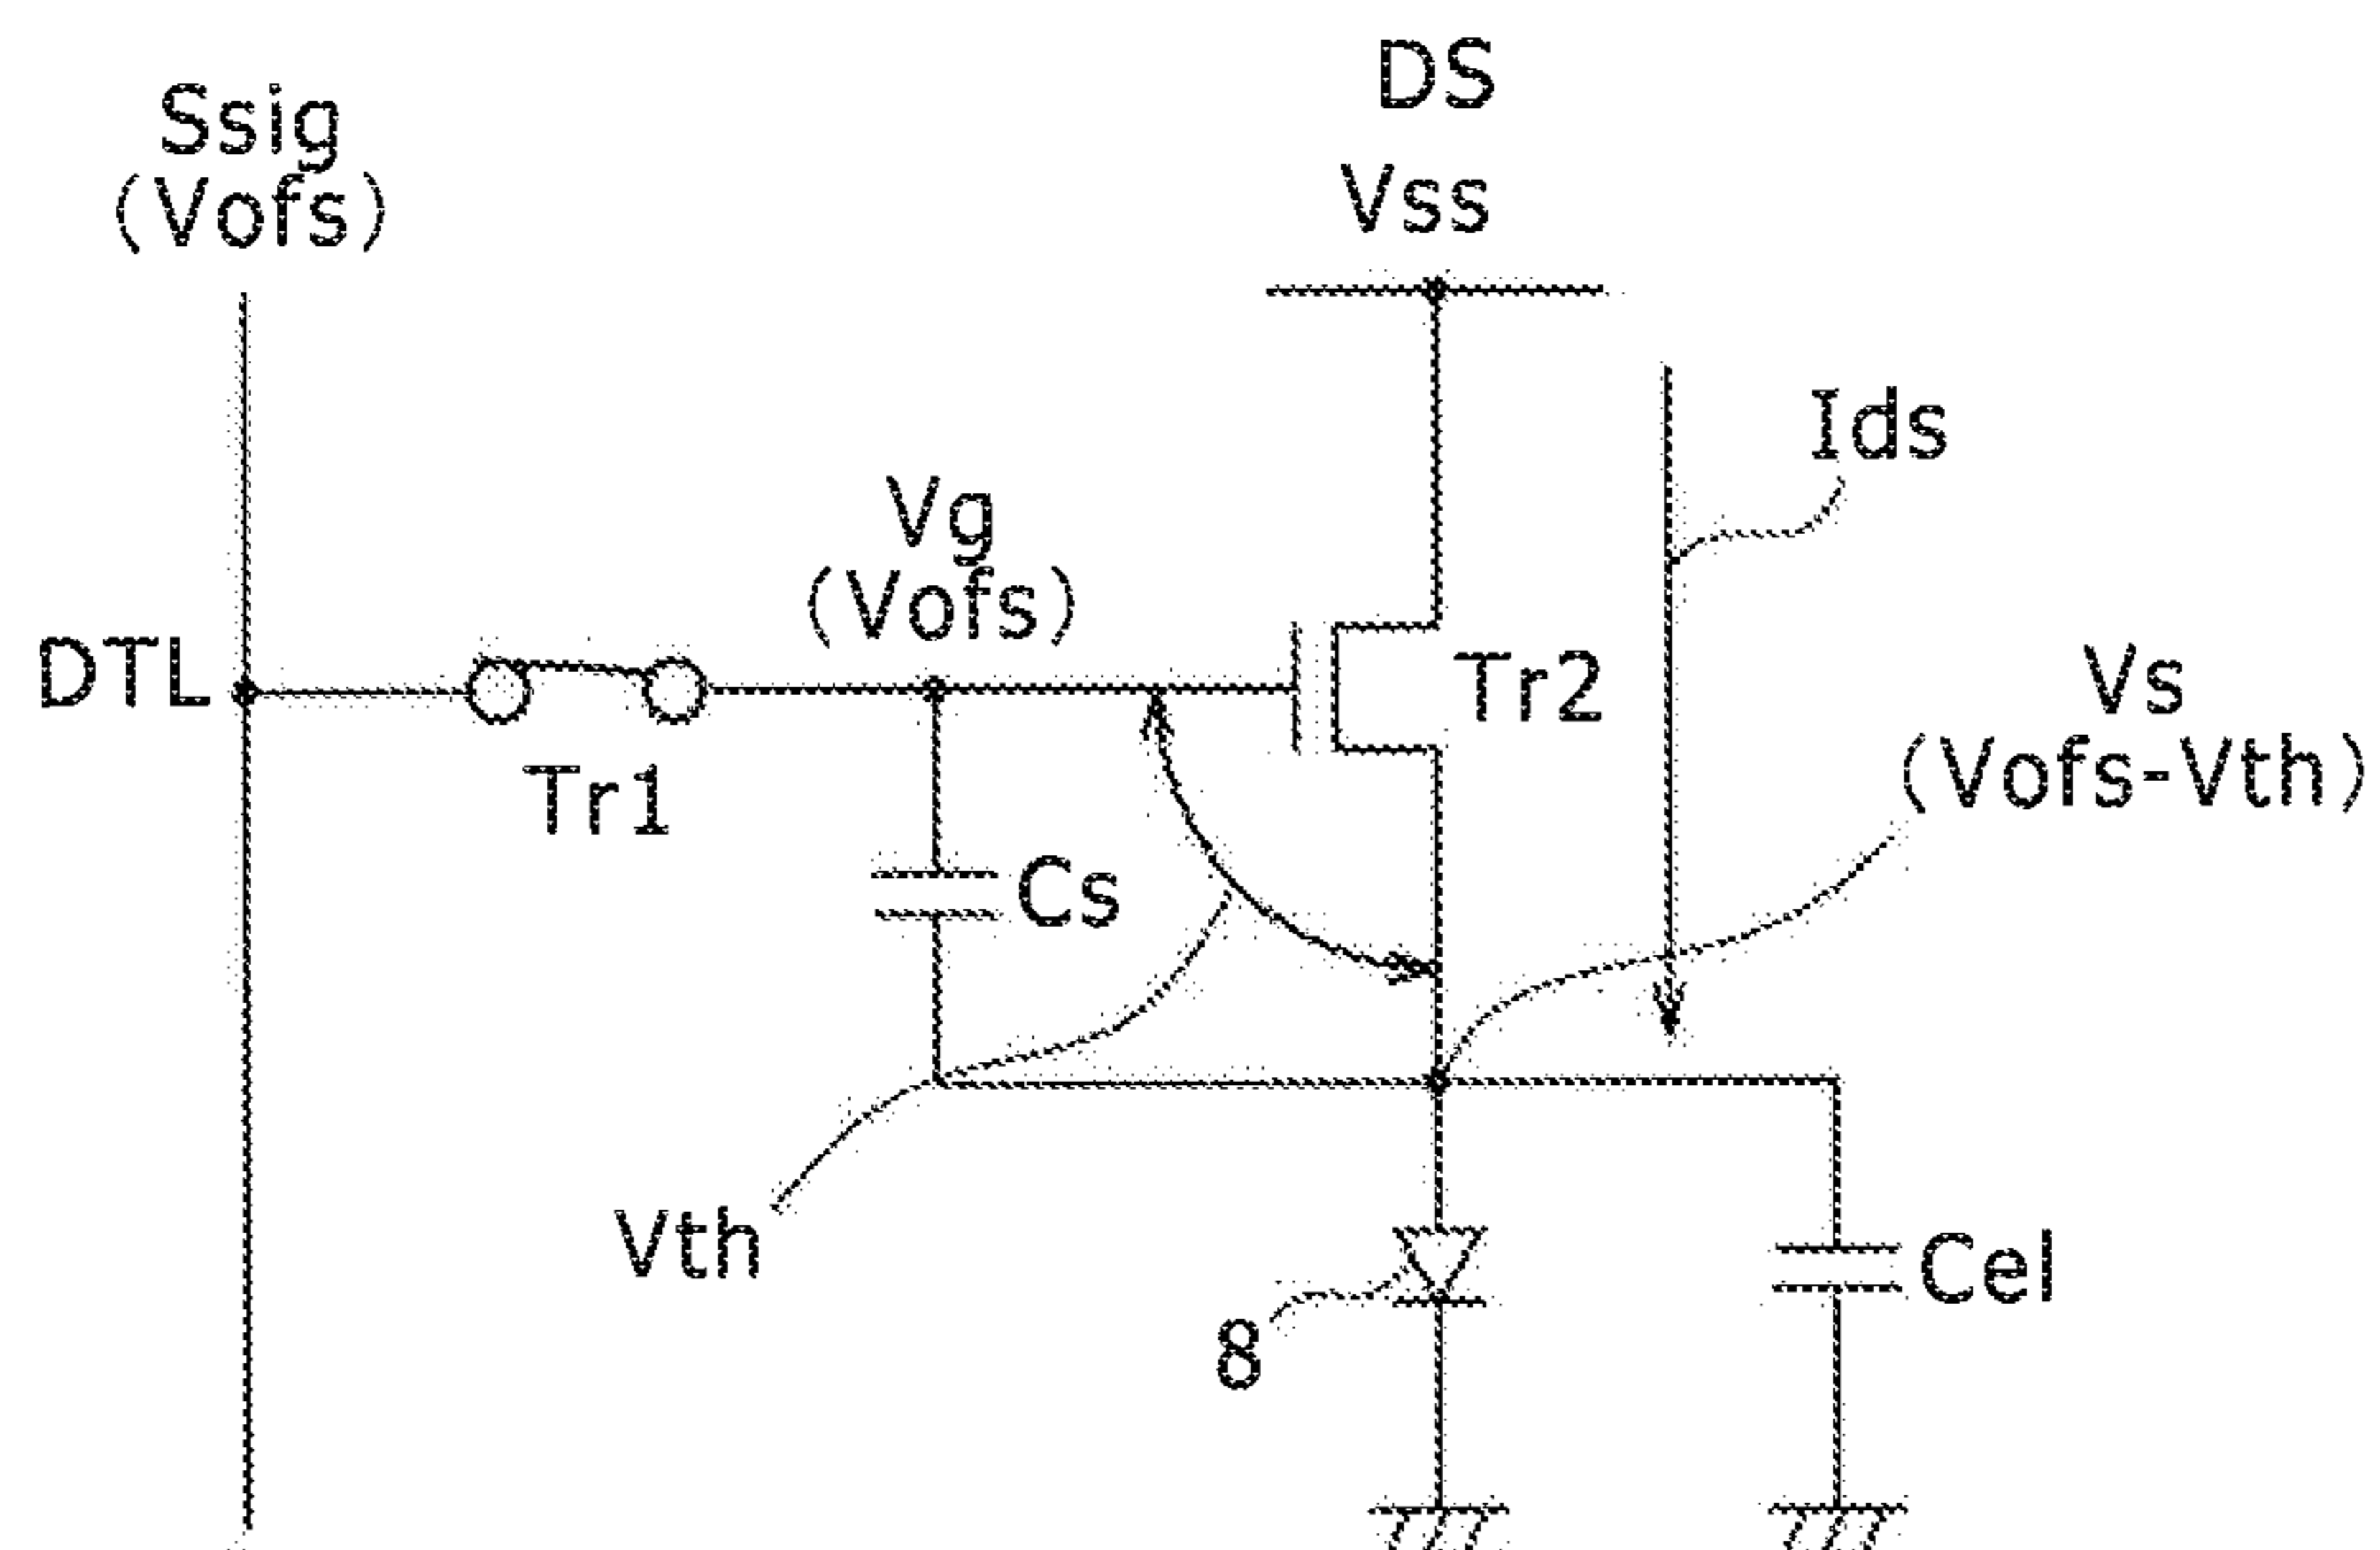 DS
Vss
Ssig
(Vofs)
Ids
Vg
(Vofs)
DTL
Tr1
Tr2
Vs
(Vofs-Vth)
Cs
Vth
8
Cel